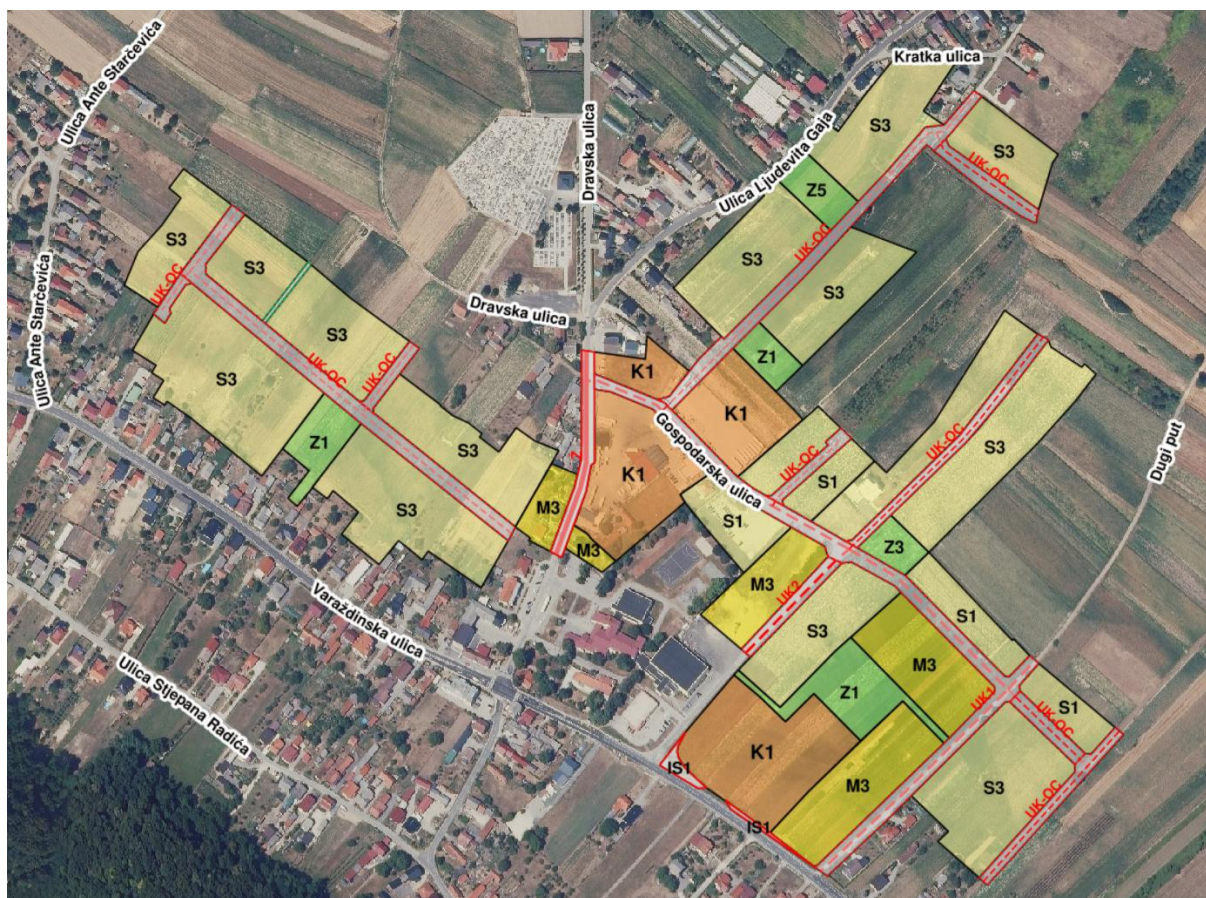 Ulica Ante Starčevića
Kratka ulica
Dravska ulica
Ulica Ljudevita Gaja
S3
S3
UK-OC
Z5
S3
UK-OC
S3
UK-OC
S3
S3
Dravska ulica
Ulica Ante Starčevića
UK-OC
S3
S3
UK-OC
Z1
K1
K1
Gospodarska ulica
K1
UK-OC
S3
Dugi put
Z1
S3
S1
UK-OC
S1
M3
S3
M3
Z3
M3
UK2
S3
S1
M3
Varaždinska ulica
Z1
UK1
S1
UK-OC
Ulica Stjepana Radića
K1
IS1
M3
S3
UK-OC
IS1